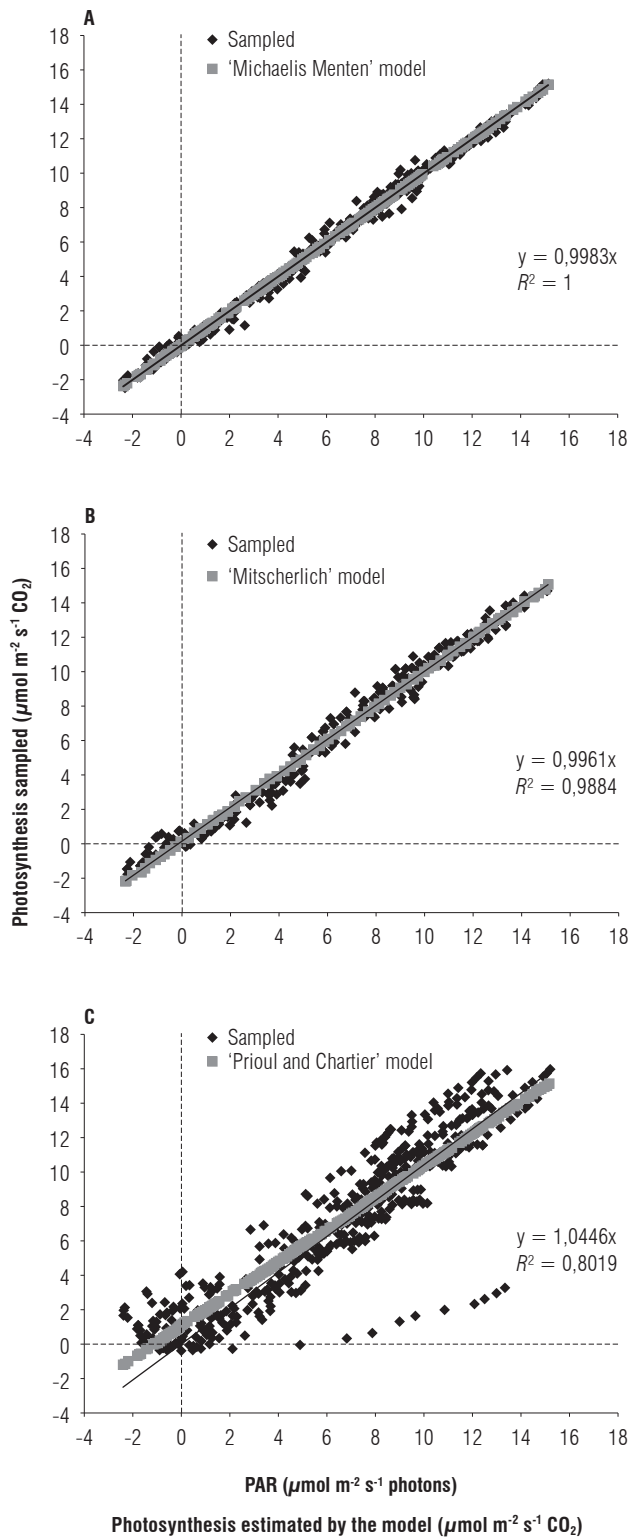 A
Sampled
‘Michaelis Menten’ model
18
16
14
12
10
8
6
4
2
0
-2
-4
y = 0,9983x
R² = 1
-4 -2 0 2 4 6 8 10 12 14 16 18
B
Sampled
‘Mitscherlich’ model
18
16
14
12
10
8
6
4
2
0
-2
-4
y = 0,9961x
R² = 0,9884
-4 -2 0 2 4 6 8 10 12 14 16 18
Photosynthesis sampled (µmol m⁻² s⁻¹ CO₂)
C
Sampled
‘Prioul and Chartier’ model
18
16
14
12
10
8
6
4
2
0
-2
-4
y = 1,0446x
R² = 0,8019
-4 -2 0 2 4 6 8 10 12 14 16 18
PAR (µmol m⁻² s⁻¹ photons)
Photosynthesis estimated by the model (µmol m⁻² s⁻¹ CO₂)